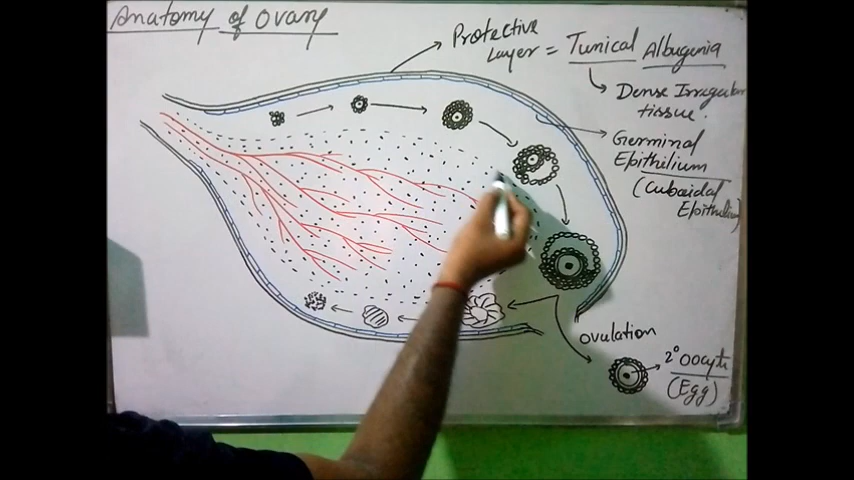 Anatomy of Ovary
Protective
Layer = Tunical Albugenia
Dense Irregular
tissue.
Germinal
Epithilium
(Cuboidal
Epithelium)
ovulation
2° Oocyte
(Egg)